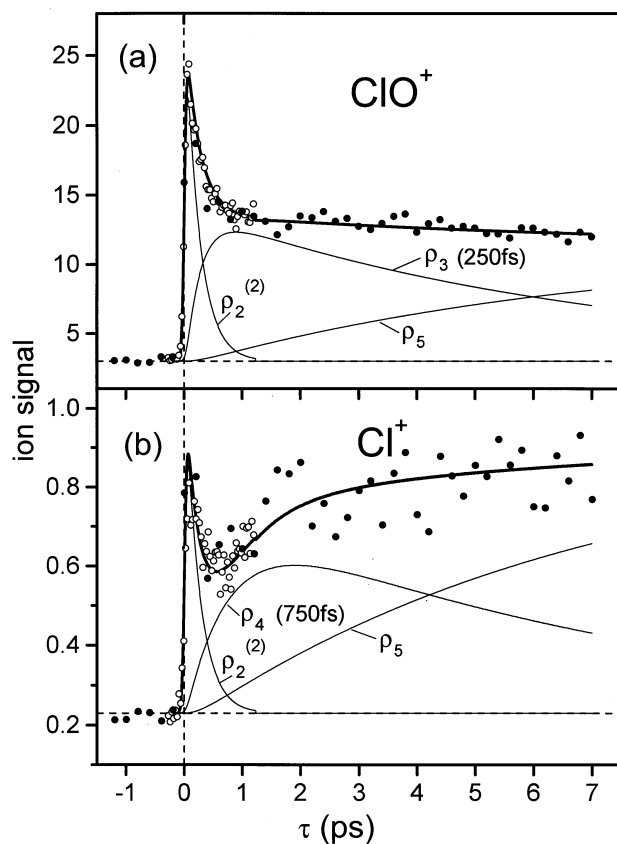 (a)
ClO⁺
25
20
15
10
5
ρ₃ (250fs)
ρ₂⁽²⁾
ρ₅
ion signal
(b)
Cl⁺
1.0
0.8
0.6
0.4
0.2
ρ₄ (750fs)
ρ₂⁽²⁾
ρ₅
-1 0 1 2 3 4 5 6 7
τ (ps)